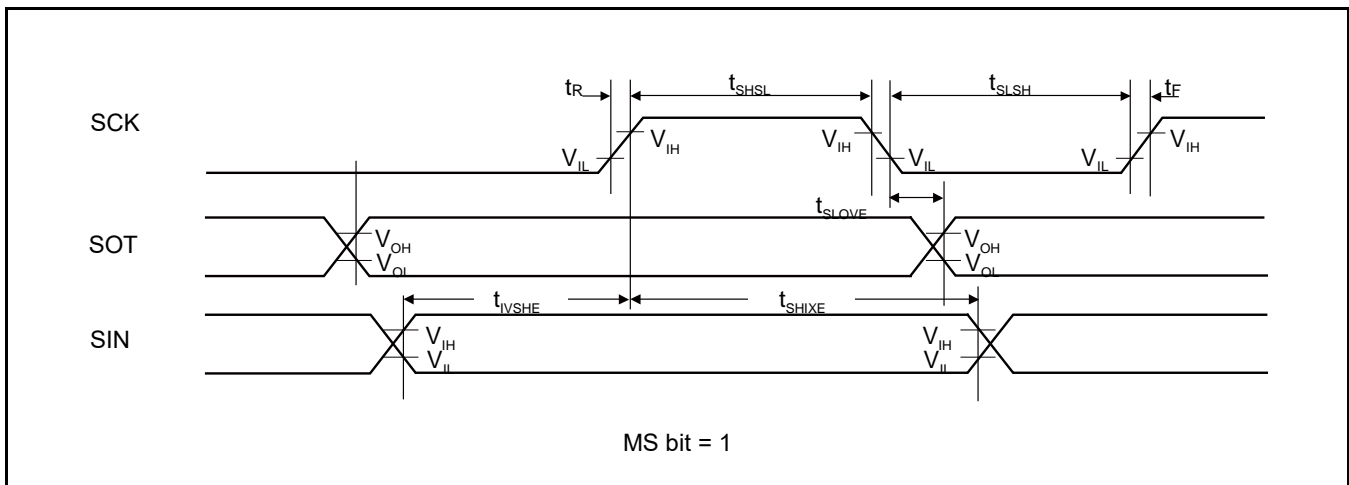 tR tSHSL tSLSH tF
SCK
VIH VIH VIH
VIL VIL VIL
tSLOVE
SOT
VOH VOH
VOL VOL
tIVSHE tSHIXE
SIN
VIH VIH
VIL VIL
MS bit = 1